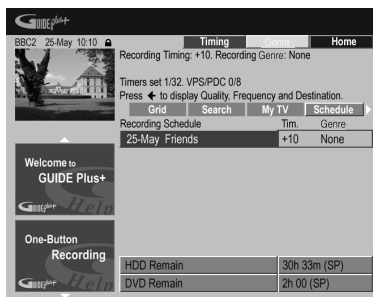 GUIDE Plus+
BBC2 25-May 10:10
Timing Genre Home
Recording Timing: +10. Recording Genre: None
Timers set 1/32. VPS/PDC 0/8
Press ← to display Quality, Frequency and Destination.
Grid Search My TV Schedule
Recording Schedule Tim. Genre
25-May Friends +10 None
Welcome to
GUIDE Plus+
GUIDE Plus+ Help
One-Button
Recording
GUIDE Plus+ Help
HDD Remain 30h 33m (SP)
DVD Remain 2h 00 (SP)